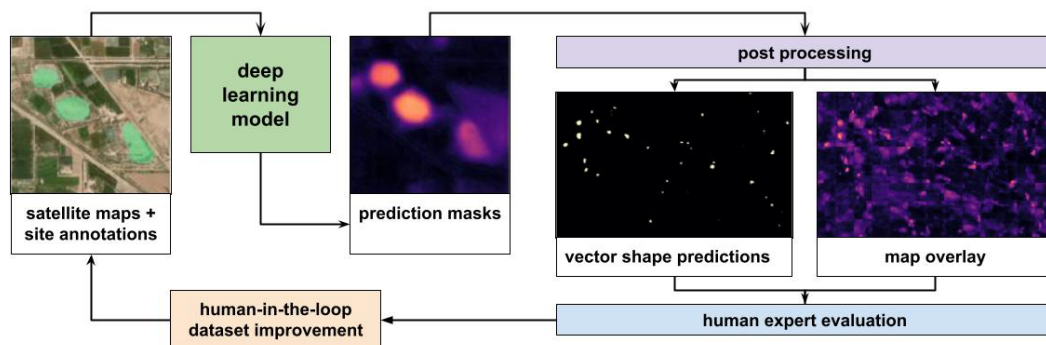 deep
learning
model
post processing
satellite maps +
site annotations
prediction masks
vector shape predictions
map overlay
human-in-the-loop
dataset improvement
human expert evaluation